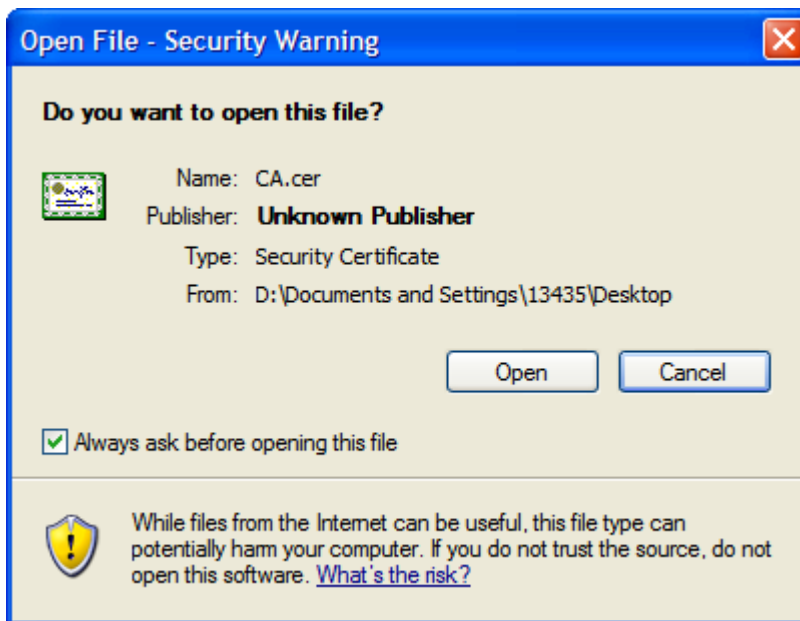 Open File - Security Warning
Do you want to open this file?
Name: CA.cer
Publisher: Unknown Publisher
Type: Security Certificate
From: D:\Documents and Settings\13435\Desktop
Open Cancel
Always ask before opening this file
While files from the Internet can be useful, this file type can
potentially harm your computer. If you do not trust the source, do not
open this software. What's the risk?